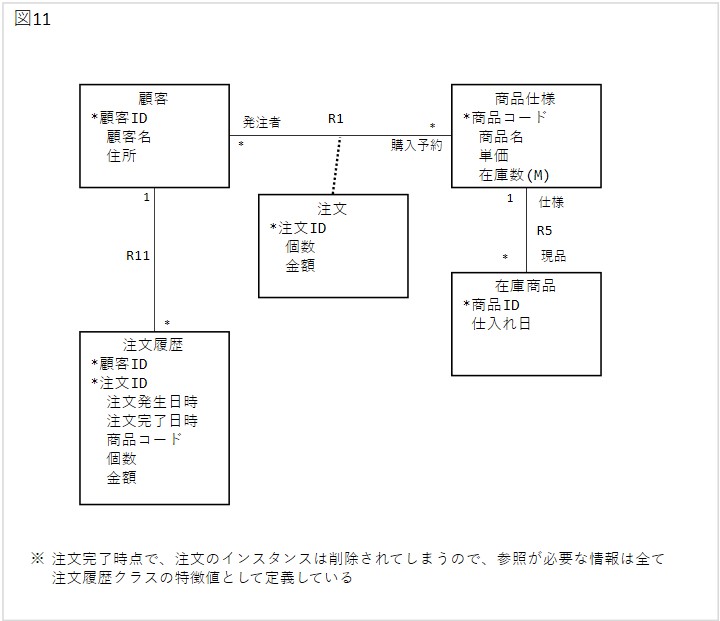 図11
顧客
*顧客ID
顧客名
住所
発注者
R1
*
*
購入予約
商品仕様
*商品コード
商品名
単価
在庫数(M)
注文
*注文ID
個数
金額
1
R11
*
1
仕様
R5
*
現品
在庫商品
*商品ID
仕入れ日
注文履歴
*顧客ID
*注文ID
注文発生日時
注文完了日時
商品コード
個数
金額
※ 注文完了時点で、注文のインスタンスは削除されてしまうので、参照が必要な情報は全て
注文履歴クラスの特徴値として定義している